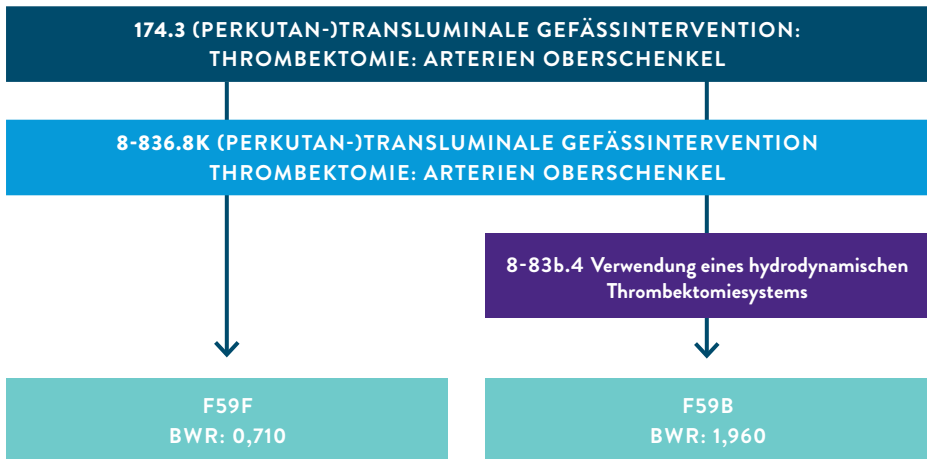 174.3 (PERKUTAN-)TRANSLUMINALE GEFÄSSINTERVENTION:
THROMBEKTOMIE: ARTERIEN OBERSCHENKEL
8-836.8K (PERKUTAN-)TRANSLUMINALE GEFÄSSINTERVENTION
THROMBEKTOMIE: ARTERIEN OBERSCHENKEL
8-83b.4 Verwendung eines hydrodynamischen
Thrombektomiesystems
F59F
BWR: 0,710
F59B
BWR: 1,960